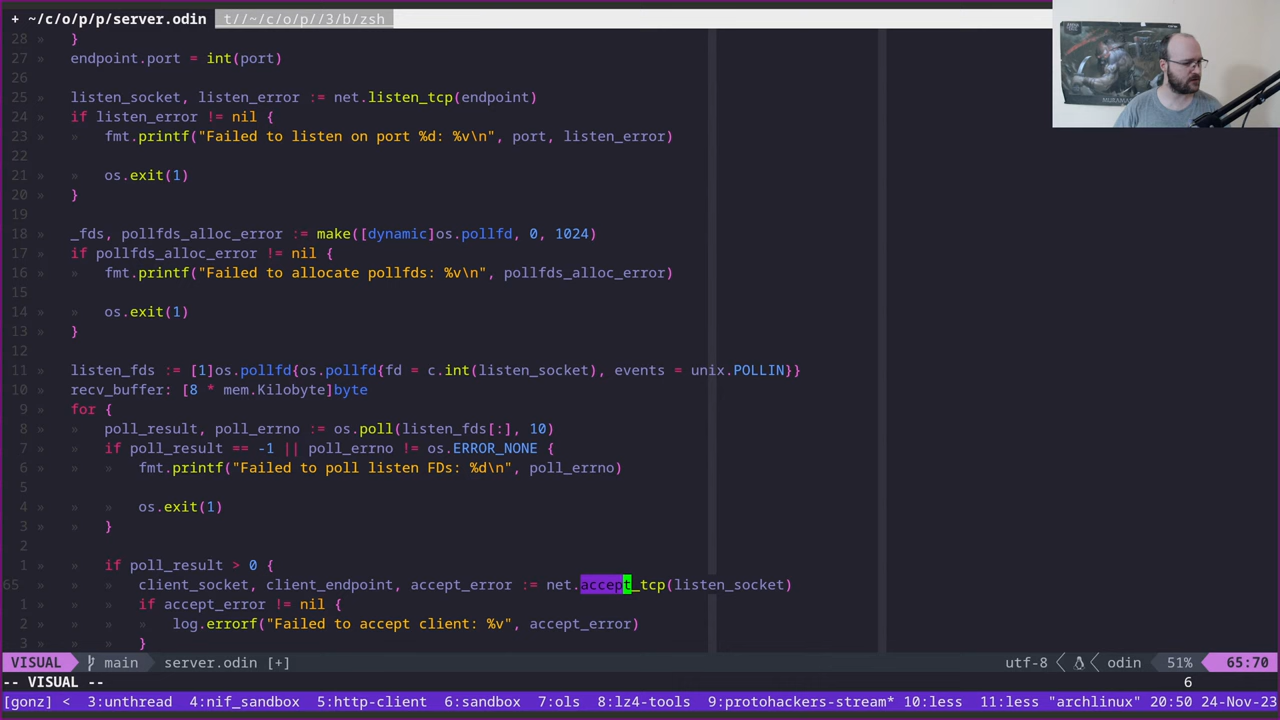 + ~/c/o/p/p/server.odin t//~/c/o/p//3/b/zsh
28 » }
27 » endpoint.port = int(port)
26
25 » listen_socket, listen_error := net.listen_tcp(endpoint)
24 » if listen_error != nil {
23 » » fmt.printf("Failed to listen on port %d: %v\n", port, listen_error)
22
21 » » os.exit(1)
20 » }
19
18 » _fds, pollfds_alloc_error := make([dynamic]os.pollfd, 0, 1024)
17 » if pollfds_alloc_error != nil {
16 » » fmt.printf("Failed to allocate pollfds: %v\n", pollfds_alloc_error)
15
14 » » os.exit(1)
13 » }
12
11 » listen_fds := [1]os.pollfd{os.pollfd{fd = c.int(listen_socket), events = unix.POLLIN}}
10 » recv_buffer: [8 * mem.Kilobyte]byte
9 » for {
8 » » poll_result, poll_errno := os.poll(listen_fds[:], 10)
7 » » if poll_result == -1 || poll_errno != os.ERROR_NONE {
6 » » » fmt.printf("Failed to poll listen FDs: %d\n", poll_errno)
5
4 » » » os.exit(1)
3 » » }
2
1 » » if poll_result > 0 {
65 » » » client_socket, client_endpoint, accept_error := net.accept_tcp(listen_socket)
1 » » » if accept_error != nil {
2 » » » » log.errorf("Failed to accept client: %v", accept_error)
3 » » » }
VISUAL main server.odin [+] utf-8 odin 51% 65:70
-- VISUAL -- 6
[gonz] < 3:unthread 4:nif_sandbox 5:http-client 6:sandbox 7:ols 8:lz4-tools 9:protohackers-stream* 10:less 11:less "archlinux" 20:50 24-Nov-23